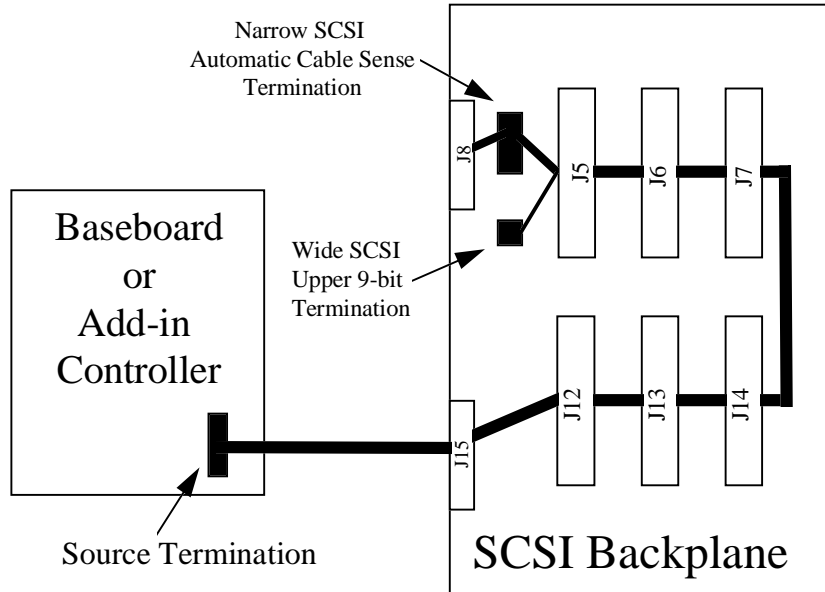 Narrow SCSI
Automatic Cable Sense
Termination
J8
J5
J6
J7
Baseboard
or
Add-in
Controller
Wide SCSI
Upper 9-bit
Termination
J12
J13
J14
J15
Source Termination
SCSI Backplane